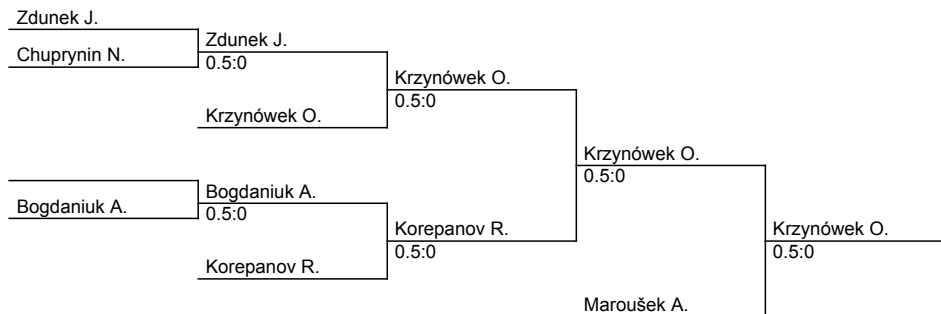 Zdunek J.
Chuprynin N.
Zdunek J.
0.5:0
Krzynówek O.
Krzynówek O.
0.5:0
Krzynówek O.
0.5:0
Bogdaniuk A.
Bogdaniuk A.
0.5:0
Korepanov R.
0.5:0
Korepanov R.
Krzynówek O.
0.5:0
Maroušek A.